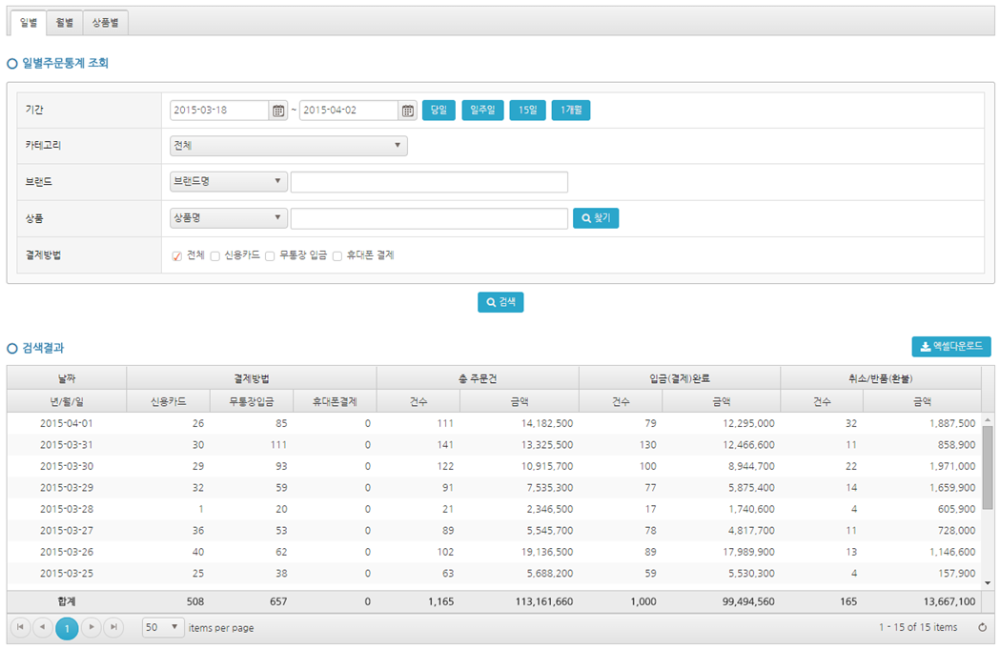 일별 월별 상품별
일별주문통계 조회
기간 2015-03-18 ~ 2015-04-02 당일 일주일 15일 1개월
카테고리 전체
브랜드 브랜드명
상품 상품명 찾기
결제방법 전체 신용카드 무통장 입금 휴대폰 결제
검색
검색결과 액셀다운로드
날짜 결제방법 총 주문건 입금(결제)완료 취소/반품(환불)
년/월/일 신용카드 무통장입금 휴대폰결제 건수 금액 건수 금액 건수 금액
2015-04-01 26 85 0 111 14,182,500 79 12,295,000 32 1,887,500
2015-03-31 30 111 0 141 13,325,500 130 12,466,600 11 858,900
2015-03-30 29 93 0 122 10,915,700 100 8,944,700 22 1,971,000
2015-03-29 32 59 0 91 7,535,300 77 5,875,400 14 1,659,900
2015-03-28 1 20 0 21 2,346,500 17 1,740,600 4 605,900
2015-03-27 36 53 0 89 5,545,700 78 4,817,700 11 728,000
2015-03-26 40 62 0 102 19,136,500 89 17,989,900 13 1,146,600
2015-03-25 25 38 0 63 5,688,200 59 5,530,300 4 157,900
합계 508 657 0 1,165 113,161,660 1,000 99,494,560 165 13,667,100
1 50 items per page 1 - 15 of 15 items